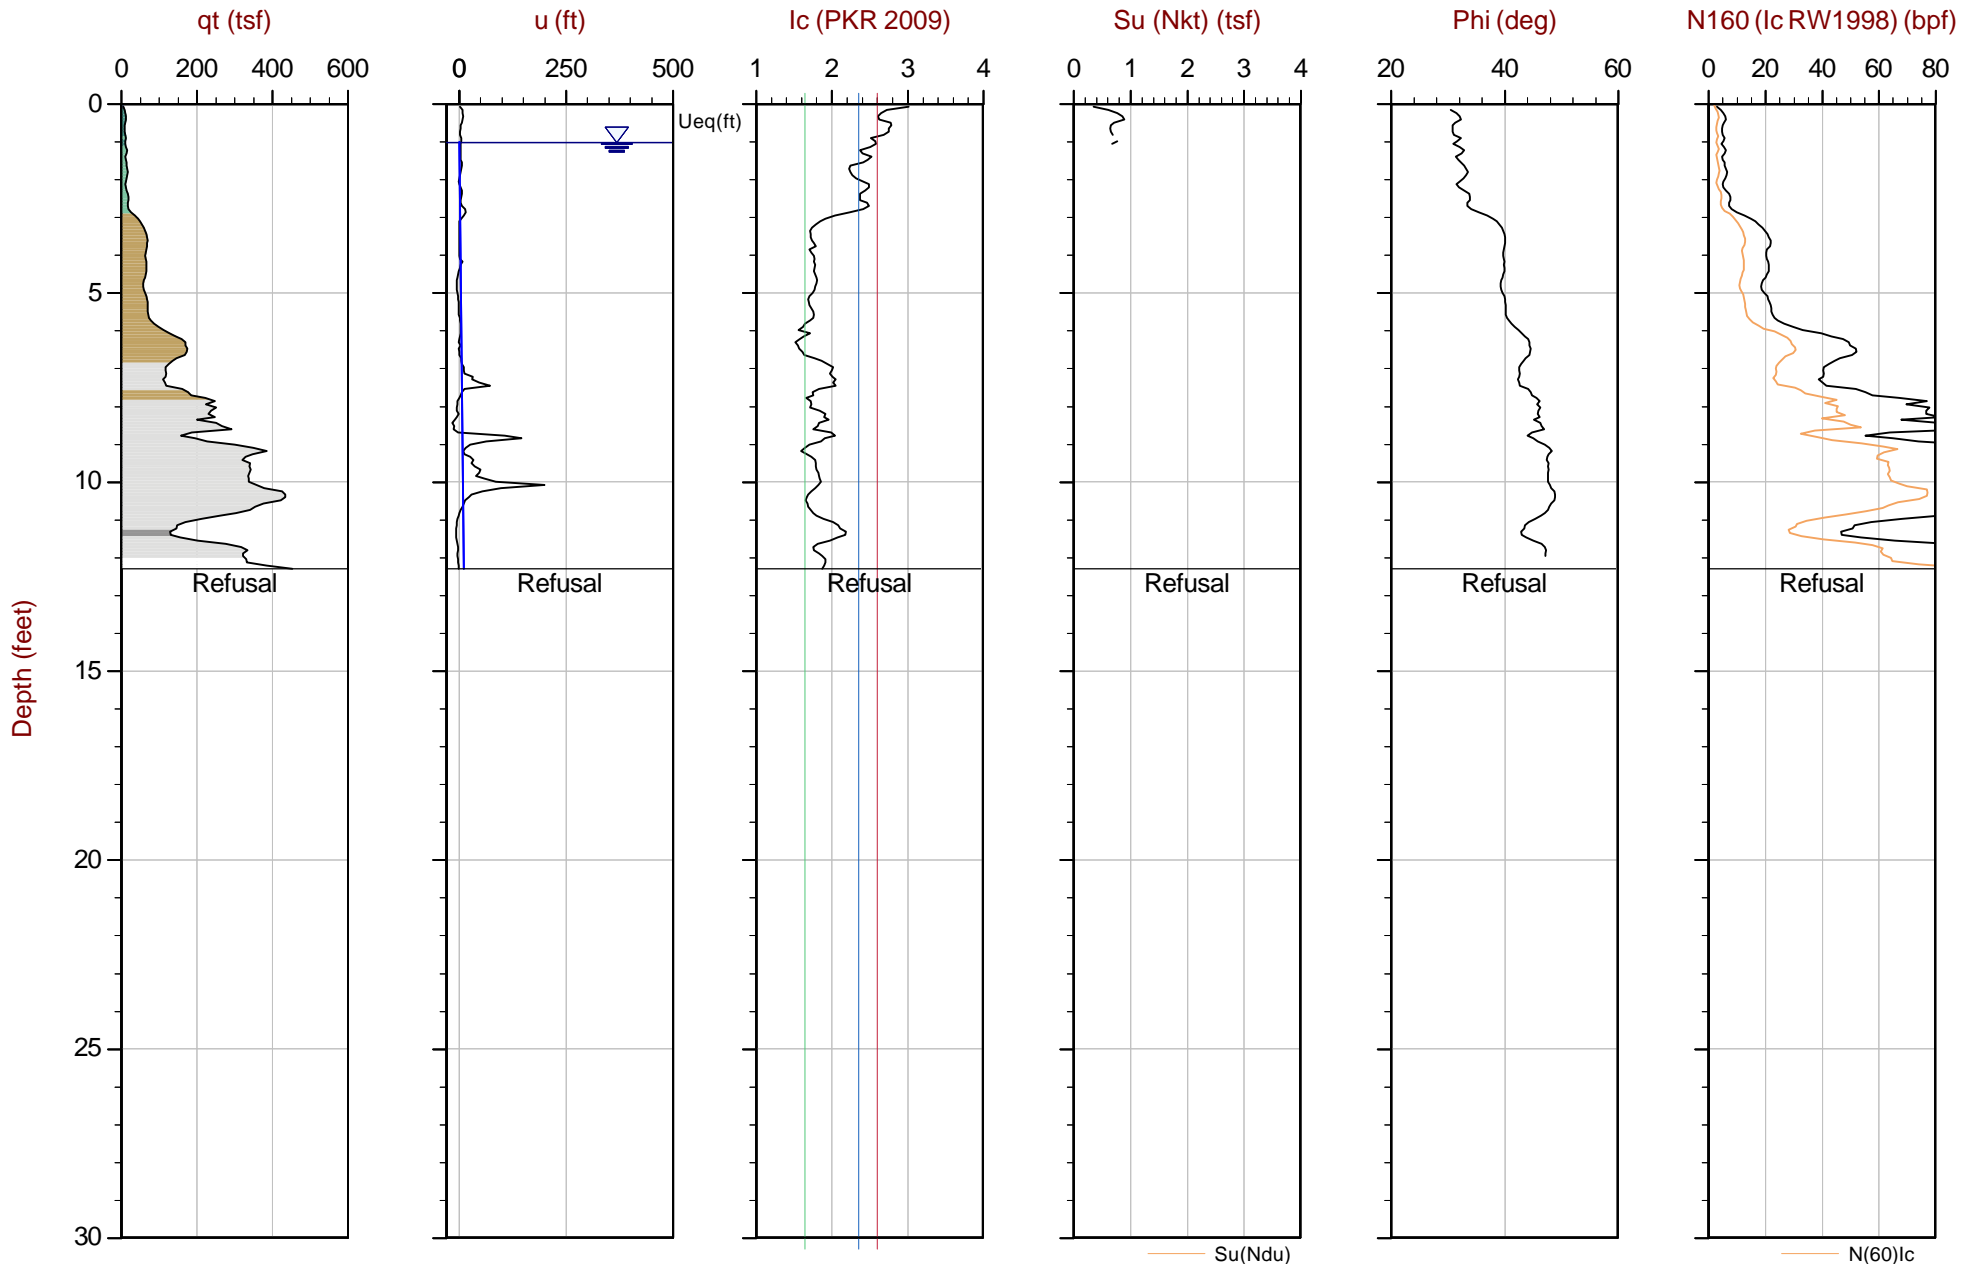 qt (tsf) u (ft) Ic (PKR 2009) Su (Nkt) (tsf) Phi (deg) N160 (Ic RW1998) (bpf)
0 200 400 600 0 250 500 1 2 3 4 0 1 2 3 4 20 40 60 0 20 40 60 80
0
Ueq(ft)
5
10
Refusal Refusal Refusal Refusal Refusal Refusal
Depth (feet)
15
20
25
30
Su(Ndu) N(60)Ic